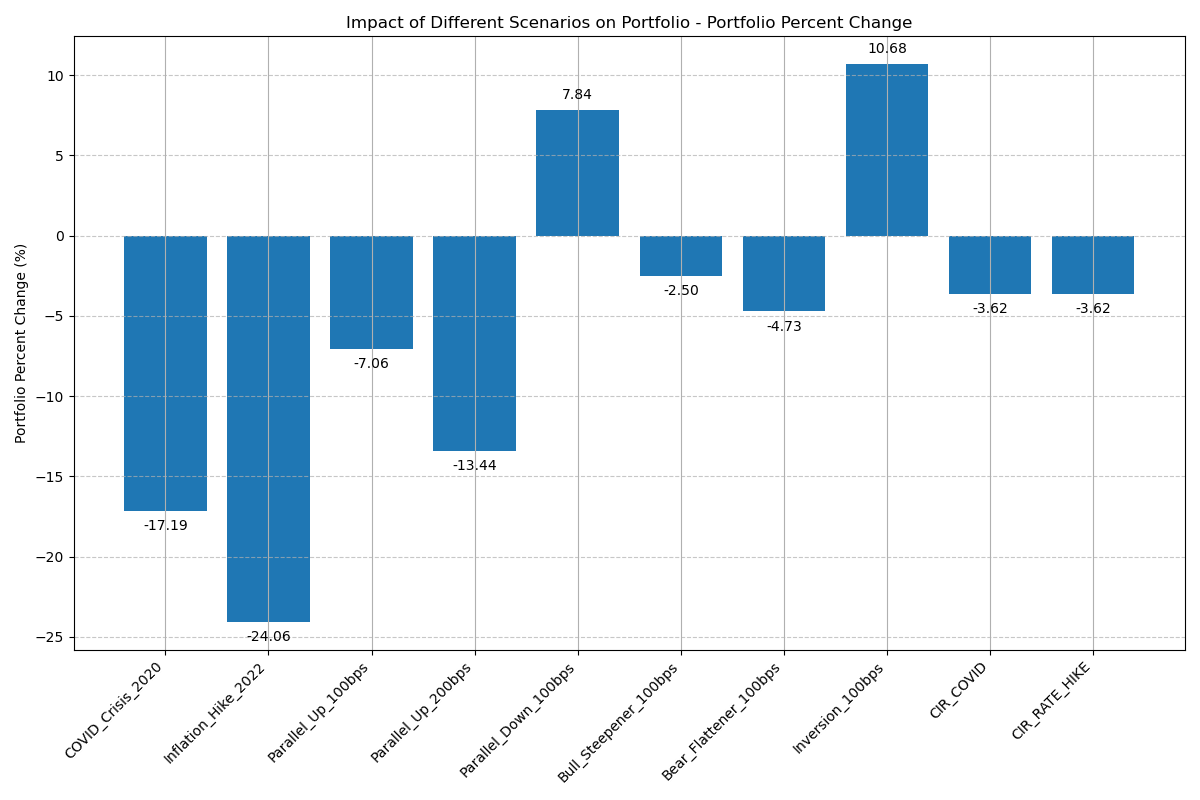 Impact of Different Scenarios on Portfolio - Portfolio Percent Change
Portfolio Percent Change (%)
10
5
0
−5
−10
−15
−20
−25
-17.19
-24.06
-7.06
-13.44
7.84
-2.50
-4.73
10.68
-3.62
-3.62
COVID_Crisis_2020
Inflation_Hike_2022
Parallel_Up_100bps
Parallel_Up_200bps
Parallel_Down_100bps
Bull_Steepener_100bps
Bear_Flattener_100bps
Inversion_100bps
CIR_COVID
CIR_RATE_HIKE